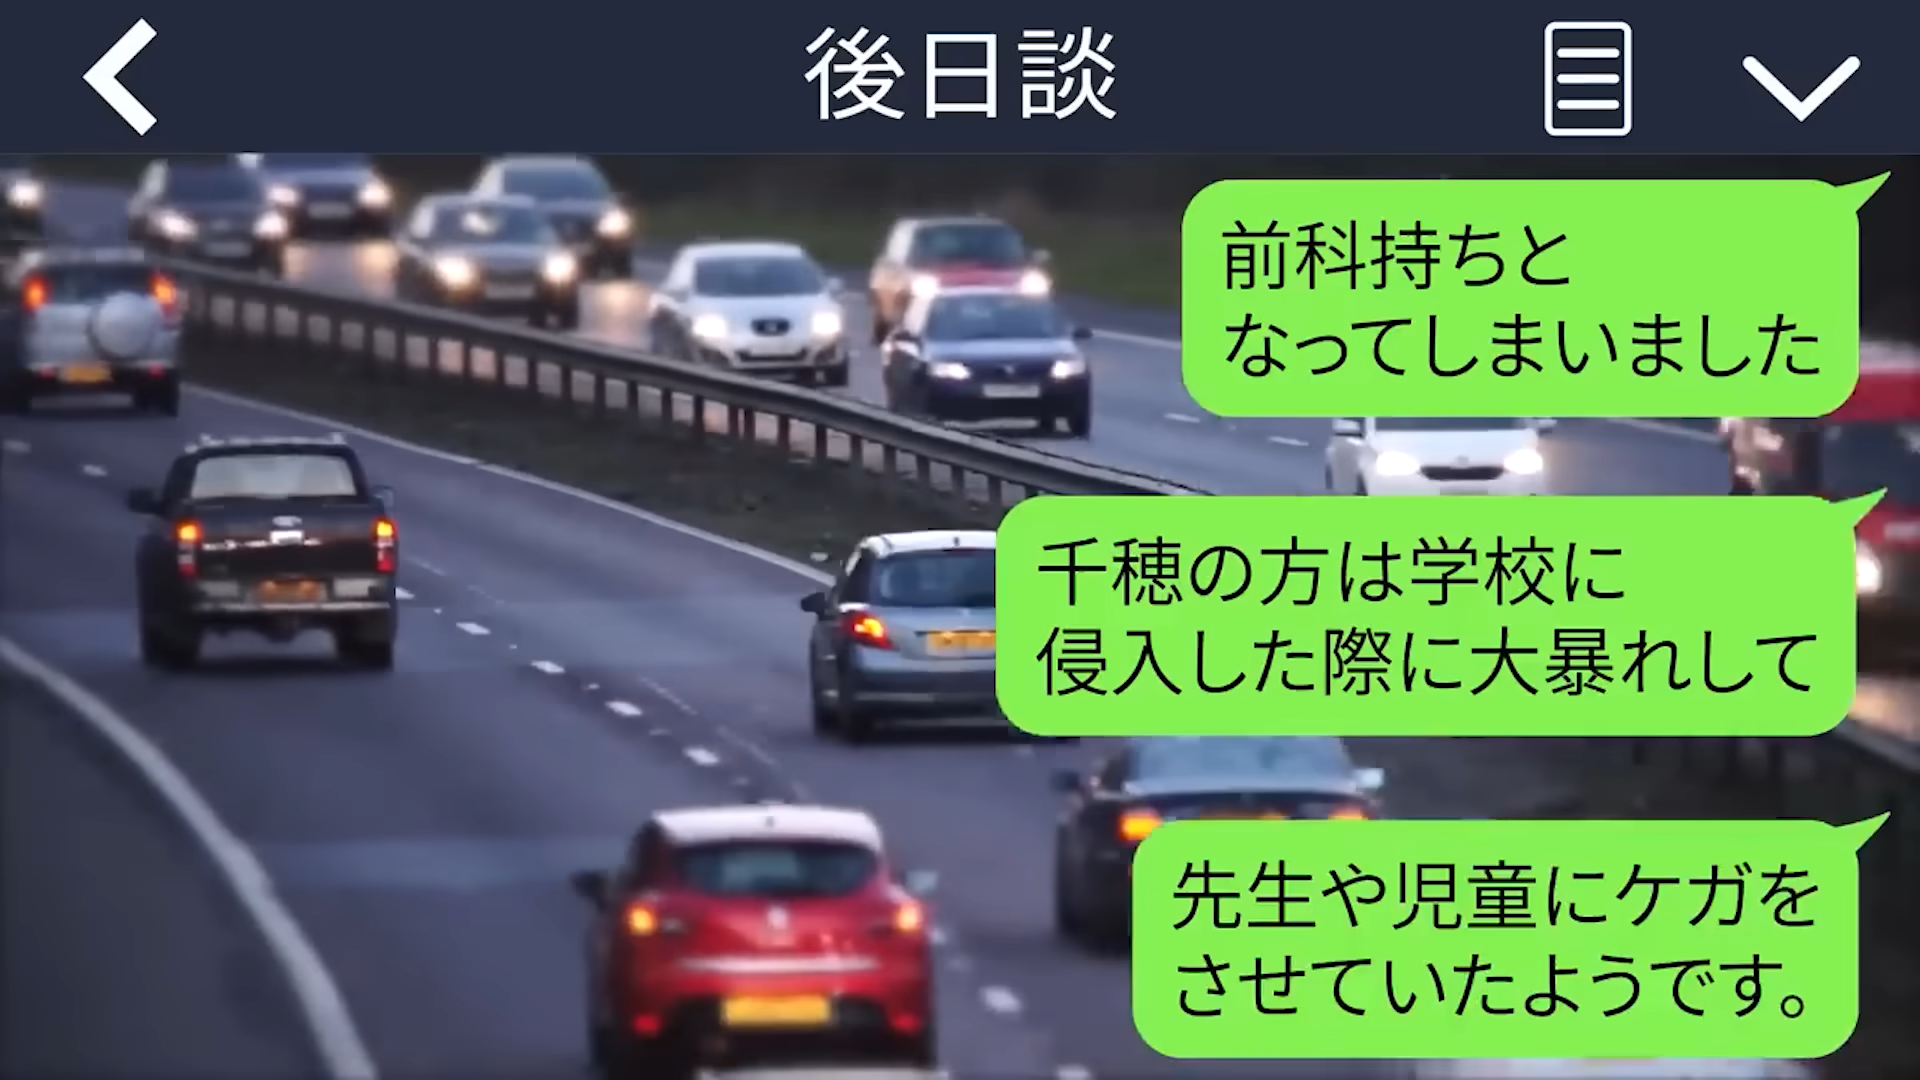 後日談
前科持ちと
なってしまいました
千穂の方は学校に
侵入した際に大暴れして
先生や児童にケガを
させていたようです。